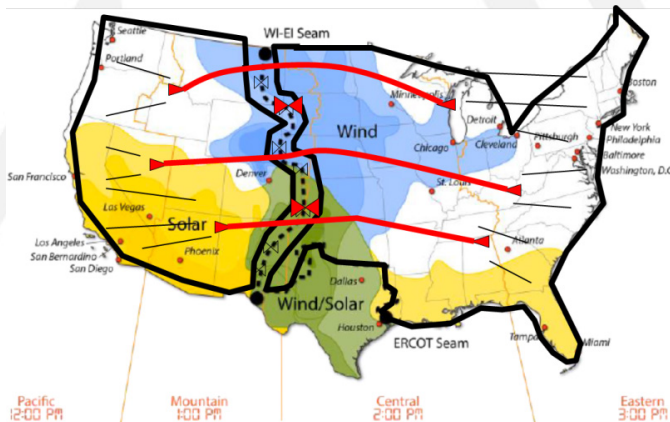 WI-EI Seam
Seattle
Portland
Minneapolis
Wind
Boston
Detroit
New York
Chicago
Cleveland
Pittsburgh
Philadelphia
Baltimore
Washington, D.C
San Francisco
Denver
St. Louis
Las Vegas
Solar
Los Angeles
San Bernardino
San Diego
Phoenix
Atlanta
Dallas
Wind/Solar
Houston
ERCOT Seam
Tampa
Miami
Pacific
12:00 PM
Mountain
1:00 PM
Central
2:00 PM
Eastern
3:00 PM